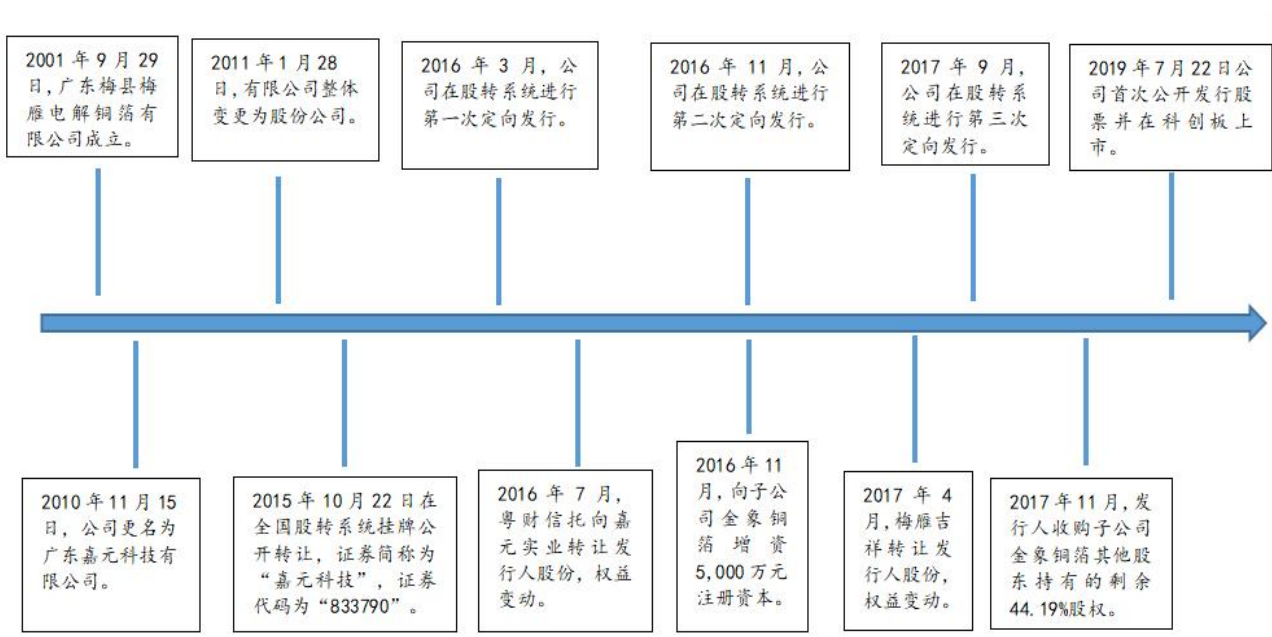 2001 年 9 月 29
日,广东梅县梅
雁电解铜箔有
限公司成立。
2011 年 1 月 28
日,有限公司整体
变更为股份公司。
2016 年 3 月,公
司在股转系统进行
第一次定向发行。
2016 年 11 月,公
司在股转系统进行
第二次定向发行。
2017 年 9 月,
公司在股转系
统进行第三次
定向发行。
2019 年 7 月 22 日公
司首次公开发行股
票并在科创板上
市。
2010 年 11 月 15
日,公司更名为
广东嘉元科技有
限公司。
2015 年 10 月 22 日在
全国股转系统挂牌公
开转让,证券简称为
“嘉元科技”,证券
代码为“833790”。
2016 年 7 月,
粤财信托向嘉
元实业转让发
行人股份,权益
变动。
2016 年 11
月,向子公
司金象铜
箔增资
5,000 万元
注册资本。
2017 年 4
月,梅雁吉
祥转让发
行人股份,
权益变动。
2017 年 11 月,发
行人收购子公司
金象铜箔其他股
东持有的剩余
44.19%股权。